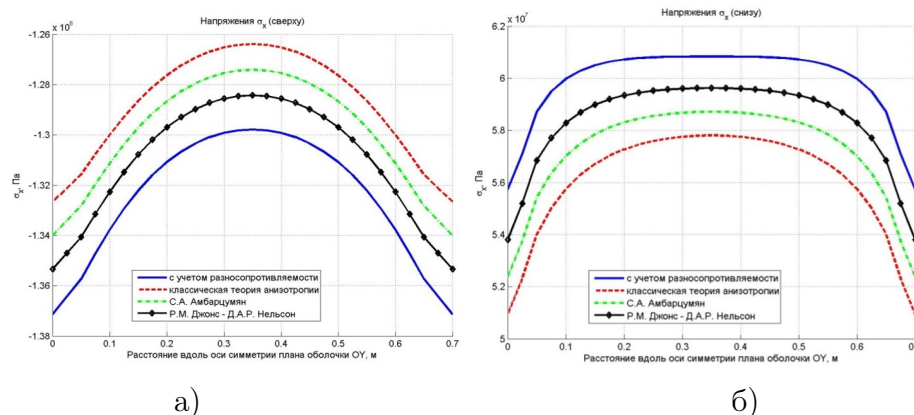 Напряжения σx (сверху)
x 10^8
-1.26
-1.28
-1.3
-1.32
-1.34
-1.36
-1.38
σx, Па
с учетом разносопротивляемости
классическая теория анизотропии
С.А. Амбарцумян
Р.М. Джонс - Д.А.Р. Нельсон
0 0.1 0.2 0.3 0.4 0.5 0.6 0.7
Расстояние вдоль оси симметрии плана оболочки OY, м
а)
Напряжения σx (снизу)
x 10^7
6.2
6
5.8
5.6
5.4
5.2
5
σx, Па
с учетом разносопротивляемости
классическая теория анизотропии
С.А. Амбарцумян
Р.М. Джонс - Д.А.Р. Нельсон
0 0.1 0.2 0.3 0.4 0.5 0.6
Расстояние вдоль оси симметрии плана оболочки OY, м
б)